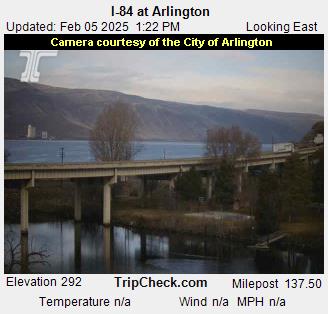 I-84 at Arlington
Updated: Feb 05 2025 1:22 PM Looking East
Camera courtesy of the City of Arlington
Elevation 292 TripCheck.com Milepost 137.50
Temperature n/a Wind n/a MPH n/a